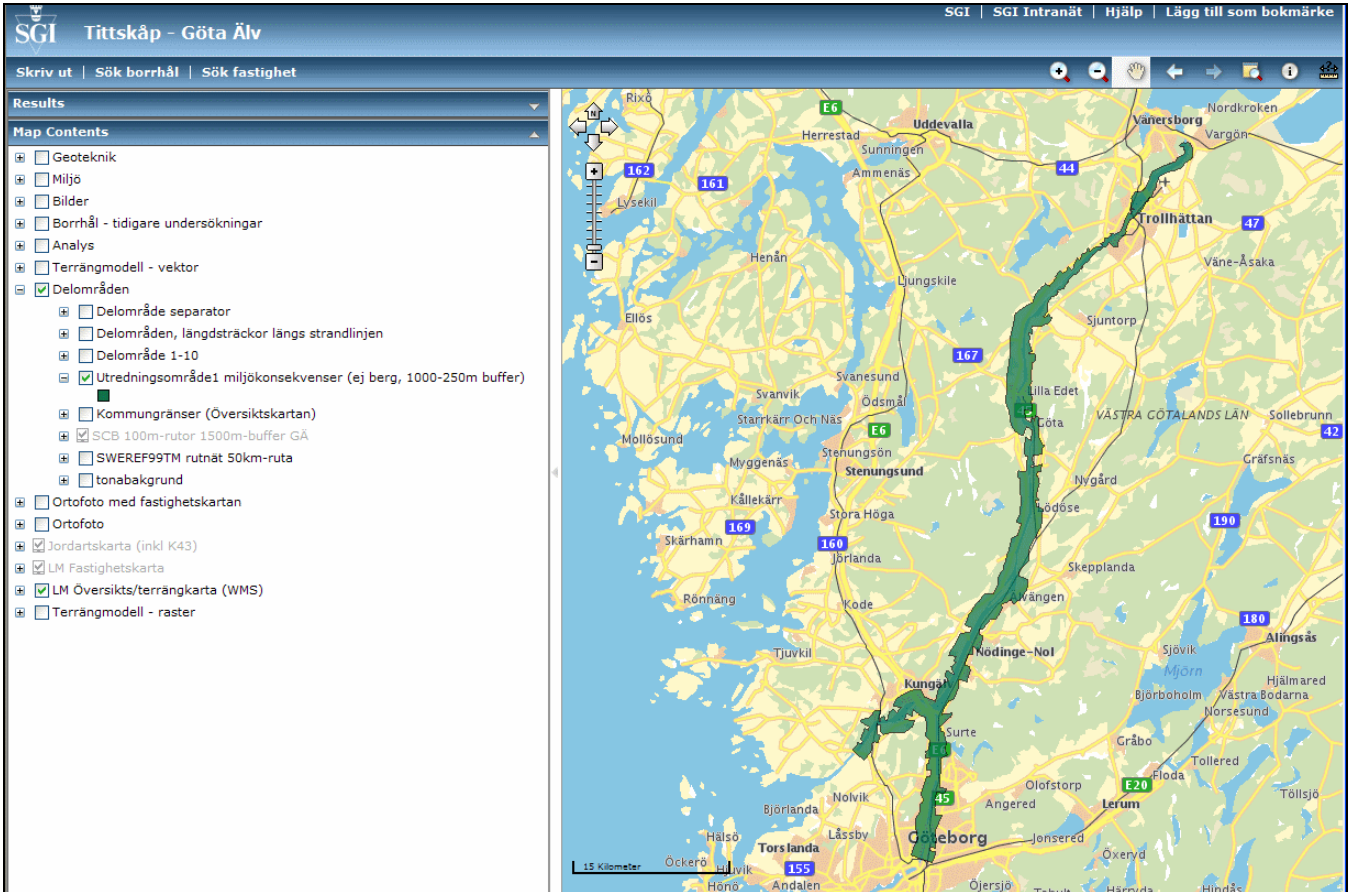 SGI | SGI Intranät | Hjälp | Lägg till som bokmärke
SGI
Tittskåp - Göta Älv
Skriv ut | Sök borrhål | Sök fastighet
Results
Map Contents
Geoteknik
Miljö
Bilder
Borrhål - tidigare undersökningar
Analys
Terrängmodell - vektor
Delområden
Delområde separator
Delområden, längdsträckor längs strandlinjen
Delområde 1-10
Utredningsområde1 miljökonsekvenser (ej berg, 1000-250m buffer)
Kommungränser (Översiktskartan)
SCB 100m-rutor 1500m-buffer GÄ
SWEREF99TM rutnät 50km-ruta
tonabakgrund
Ortofoto med fastighetskartan
Ortofoto
Jordartskarta (inkl K43)
LM Fastighetskarta
LM Översikts/terrängkarta (WMS)
Terrängmodell - raster
N
Rixö
E6
Nordkroken
Uddevalla
Vänersborg
Herrestad
Vargön
Sunningen
44
162
161
Ammenäs
Lysekil
Trollhättan
47
Henån
Väne-Åsaka
Ljungskile
Ellös
Sjuntorp
167
Svanesund
Lilla Edet
Svanvik
Ödsmål
45
VÄSTRA GÖTALANDS LÄN
Sollebrunn
Starrkärr Och Näs
Göta
E6
42
Mollösund
Stenungsön
Gräfsnäs
Myggenäs
Stenungsund
Nygård
Kållekärr
Lödöse
Stora Höga
190
169
Skärhamn
160
Jörlanda
Skepplanda
Rönnäng
Kode
Älvängen
180
Alingsås
Tjuvkil
Nödinge-Nol
Sjövik
Mjörn
Hjälmared
Kungälv
Björboholm
Västra Bodarna
Norsesund
Surte
Gråbo
E6
Tollered
Floda
Olofstorp
E20
Töllsjö
Nolvik
45
Angered
Lerum
Björlanda
Hälsö
Låssby
Göteborg
Jonsered
Torslanda
Öxeryd
15 Kilometer
Öckerö
155
Hönö
Andalen
Öjersjö
Härryda
Hindås